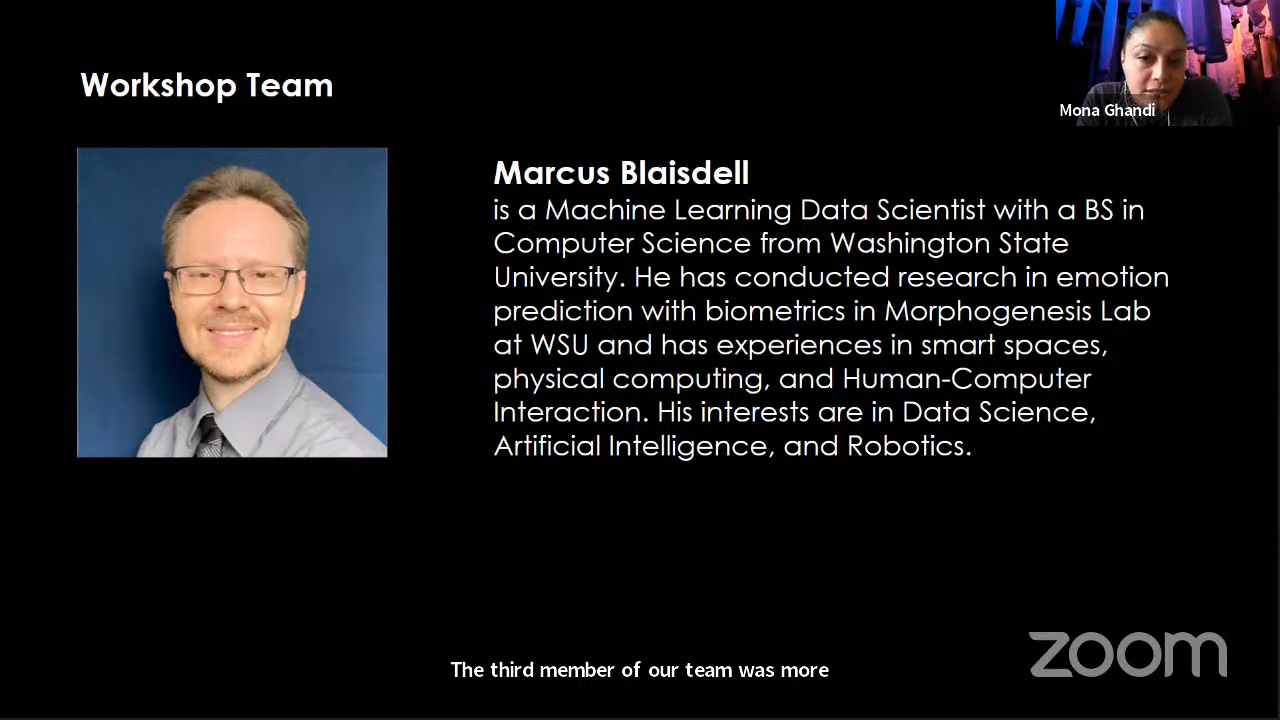 Workshop Team
Mona Ghandi
Marcus Blaisdell
is a Machine Learning Data Scientist with a BS in
Computer Science from Washington State
University. He has conducted research in emotion
prediction with biometrics in Morphogenesis Lab
at WSU and has experiences in smart spaces,
physical computing, and Human-Computer
Interaction. His interests are in Data Science,
Artificial Intelligence, and Robotics.
The third member of our team was more
zoom